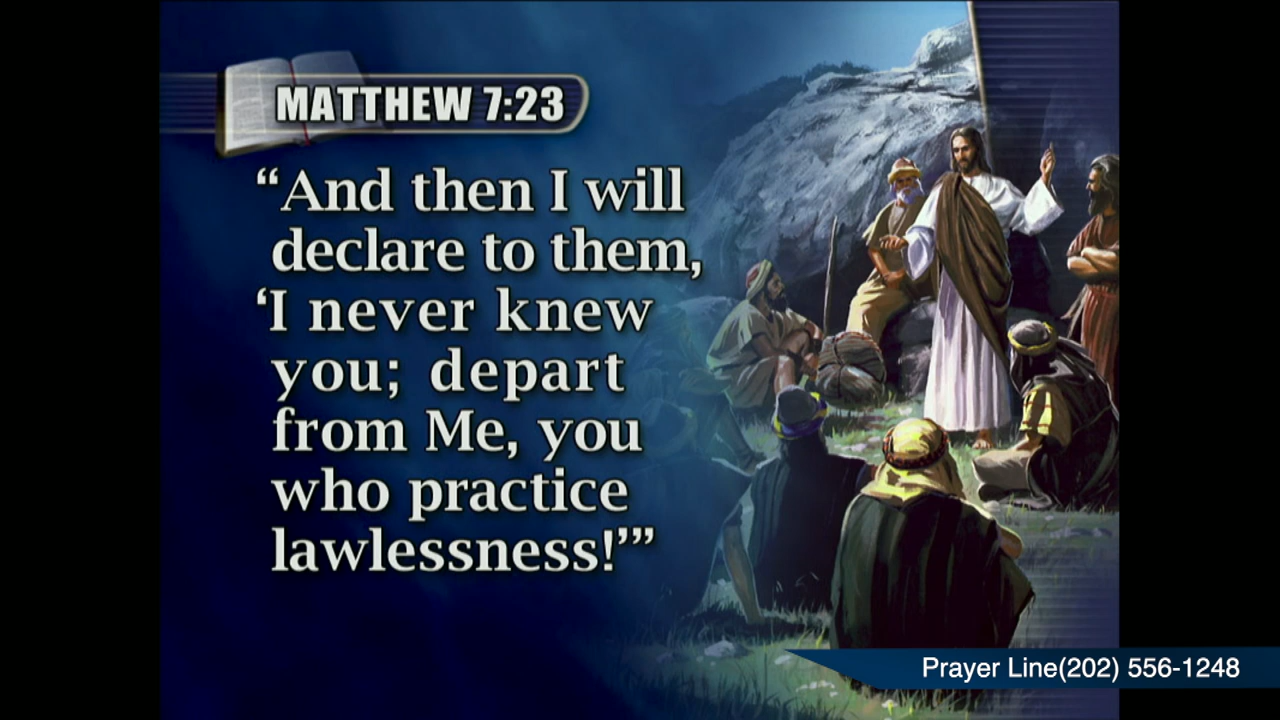 MATTHEW 7:23
“And then I will
declare to them,
‘I never knew
you; depart
from Me, you
who practice
lawlessness!’”
Prayer Line(202) 556-1248